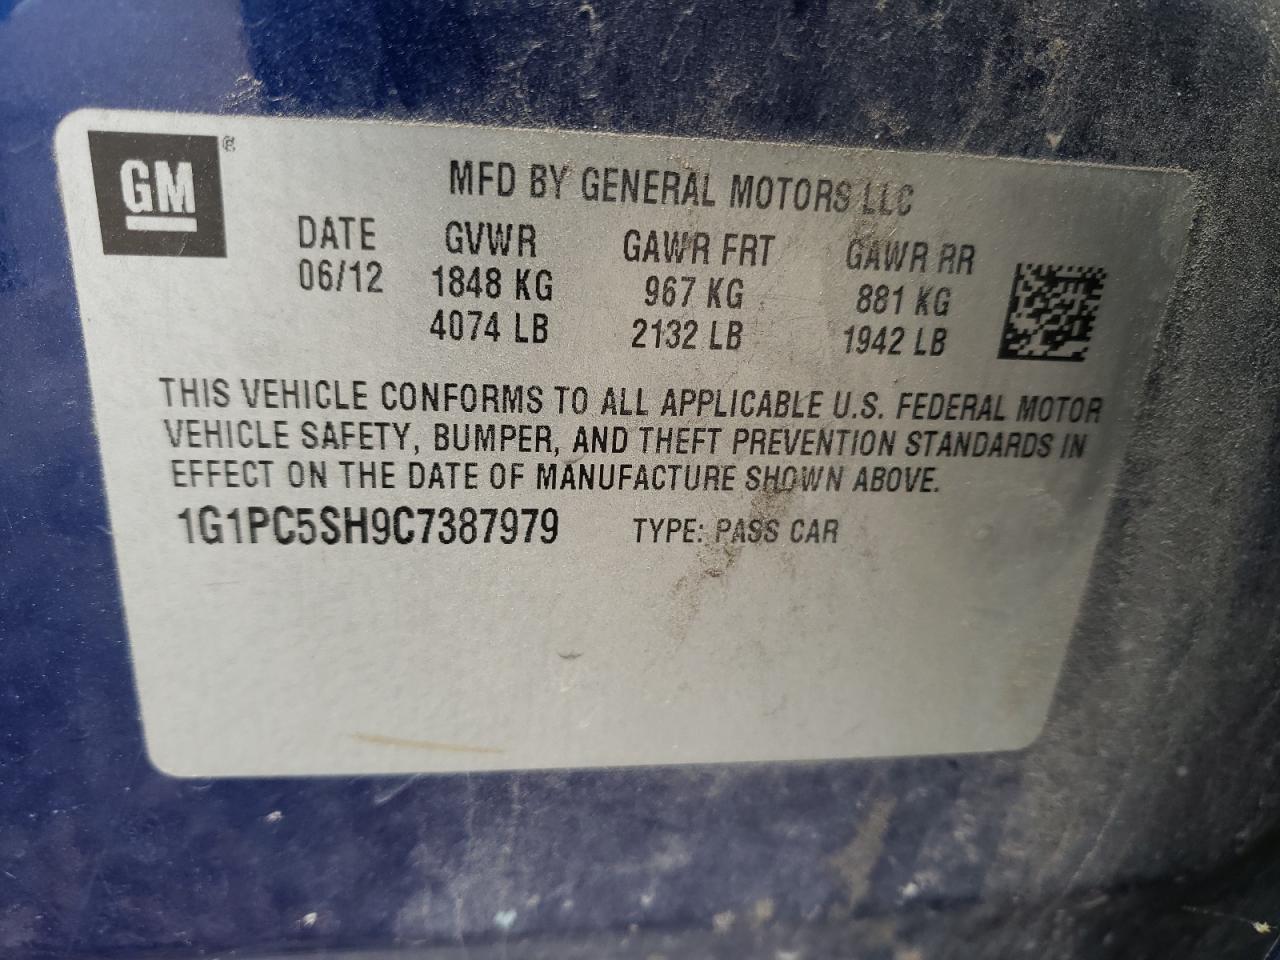 GM®
MFD BY GENERAL MOTORS LLC
DATE GVWR GAWR FRT GAWR RR
06/12 1848 KG 967 KG 881 KG
4074 LB 2132 LB 1942 LB
THIS VEHICLE CONFORMS TO ALL APPLICABLE U.S. FEDERAL MOTOR
VEHICLE SAFETY, BUMPER, AND THEFT PREVENTION STANDARDS IN
EFFECT ON THE DATE OF MANUFACTURE SHOWN ABOVE.
1G1PC5SH9C7387979 TYPE: PASS CAR